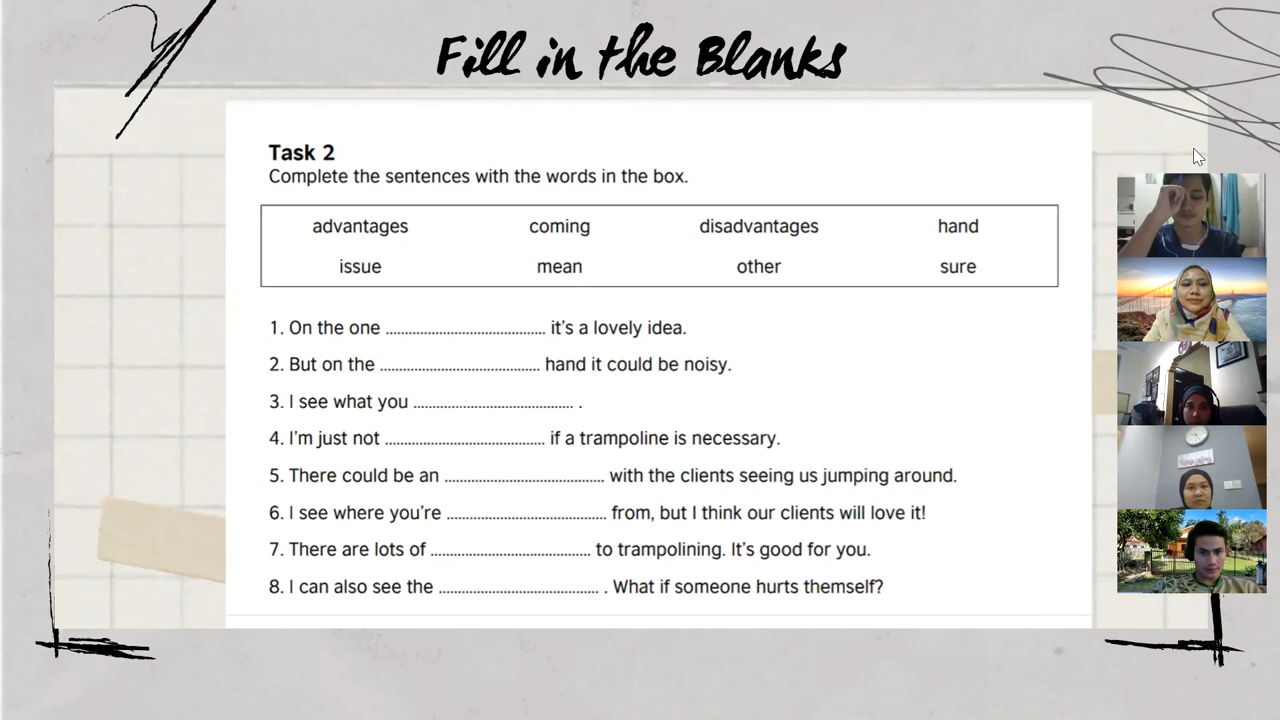 Fill in the Blanks
Task 2
Complete the sentences with the words in the box.
advantages coming disadvantages hand
issue mean other sure
1. On the one ........................................ it's a lovely idea.
2. But on the ........................................ hand it could be noisy.
3. I see what you ........................................ .
4. I'm just not ........................................ if a trampoline is necessary.
5. There could be an ........................................ with the clients seeing us jumping around.
6. I see where you're ........................................ from, but I think our clients will love it!
7. There are lots of ........................................ to trampolining. It's good for you.
8. I can also see the ........................................ . What if someone hurts themself?